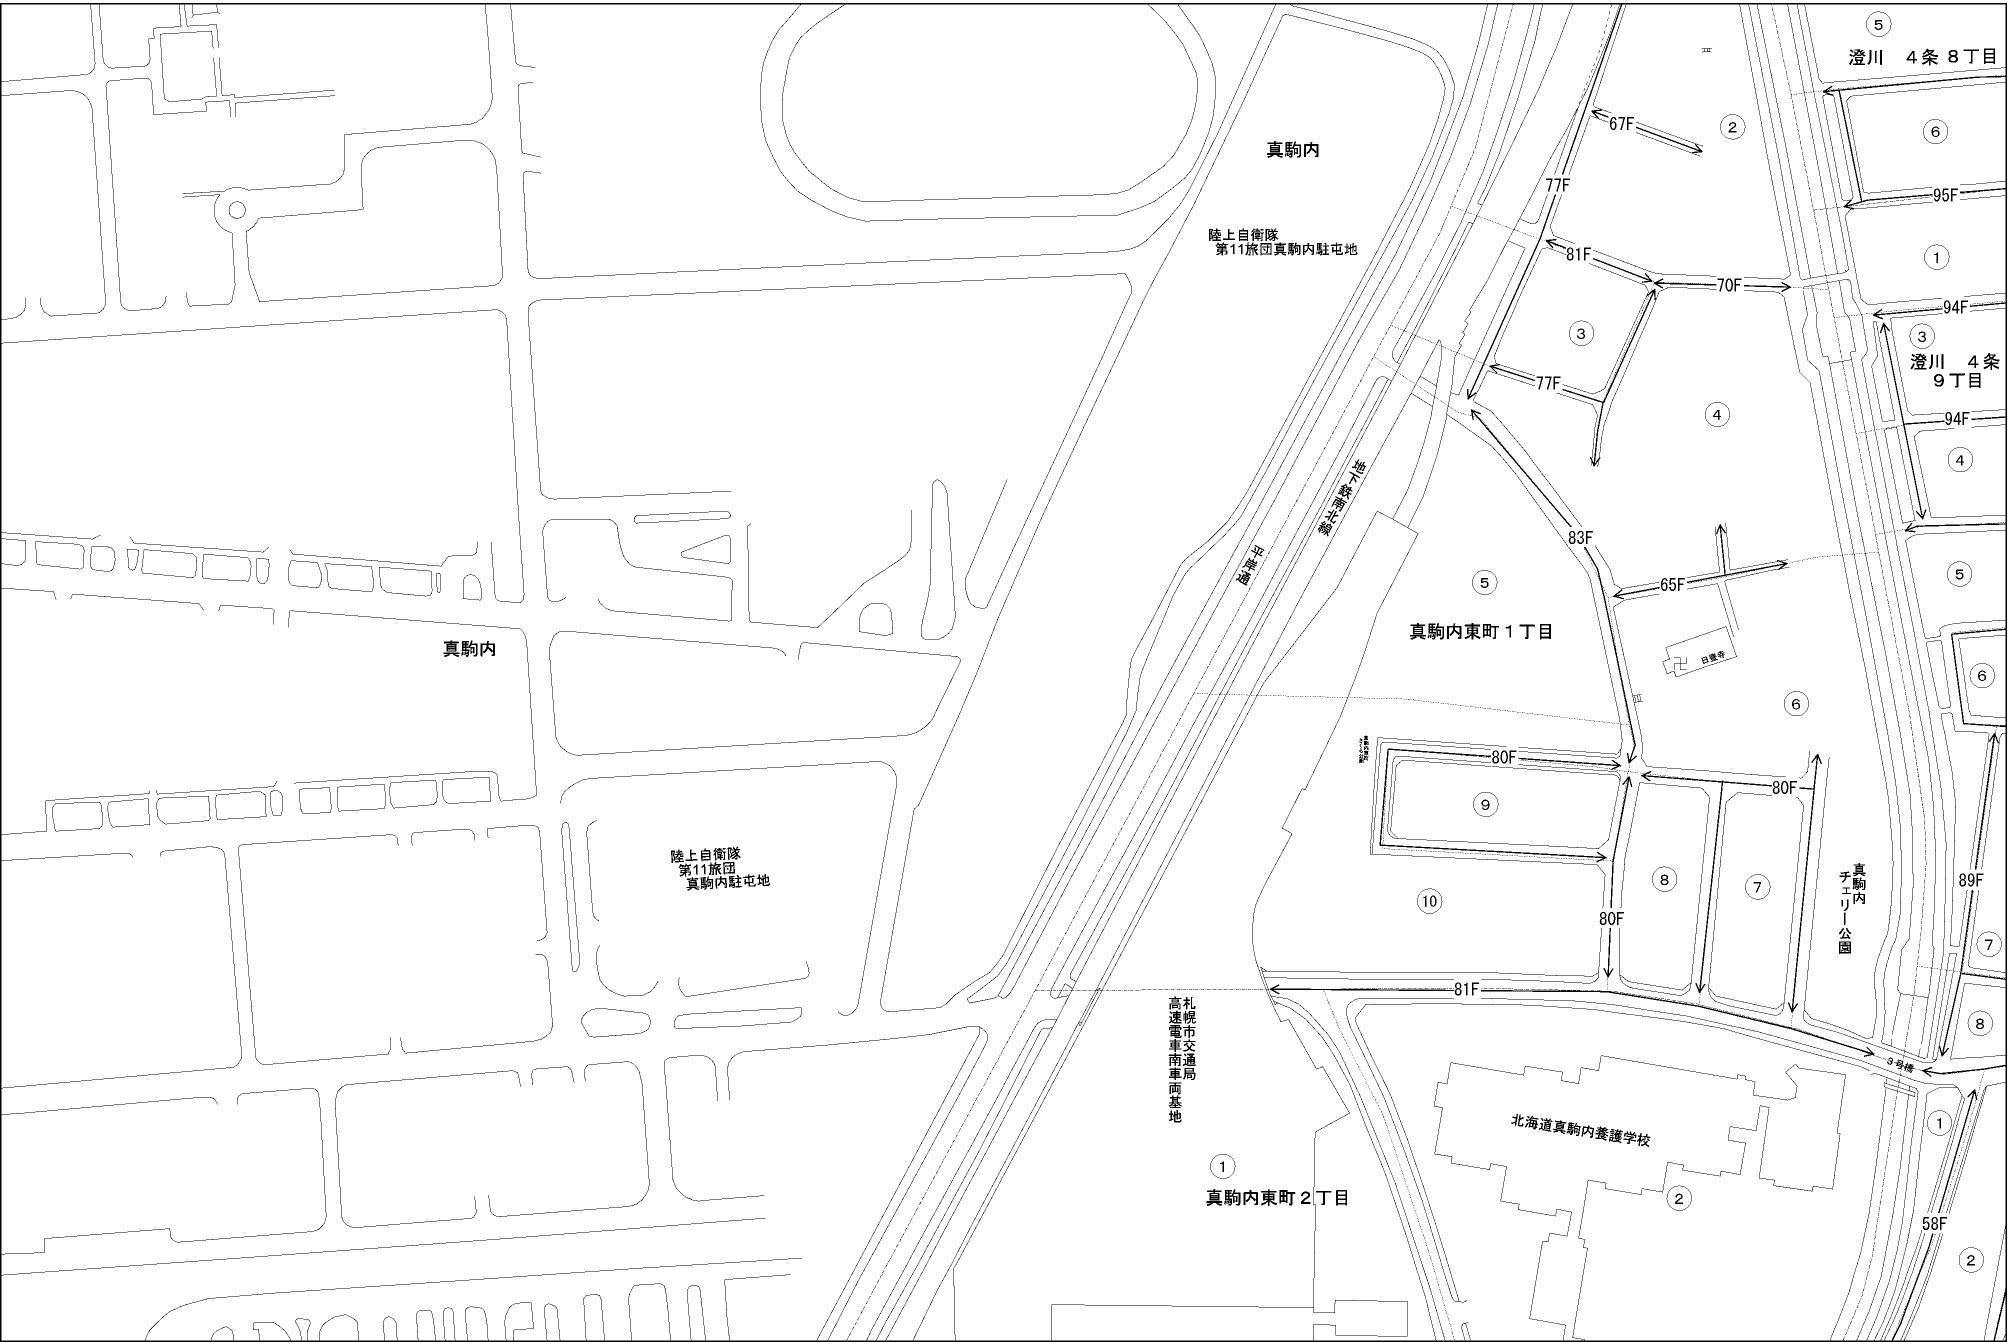 ⑤
澄川　４条８丁目
67F
②
⑥
真駒内
77F
95F
陸上自衛隊
第11旅団真駒内駐屯地
81F
①
70F
94F
③
③
澄川　４条
９丁目
77F
④
94F
④
地下鉄南北線
83F
平岸通
⑤
65F
⑤
真駒内東町１丁目
真駒内
日登寺
⑥
⑥
80F
80F
⑨
陸上自衛隊
第11旅団
真駒内駐屯地
⑧
⑦
真駒内
チェリー公園
89F
⑩
80F
⑦
81F
札幌市交通局
高速電車南車両基地
⑧
３号橋
北海道真駒内養護学校
①
①
真駒内東町２丁目
②
58F
②